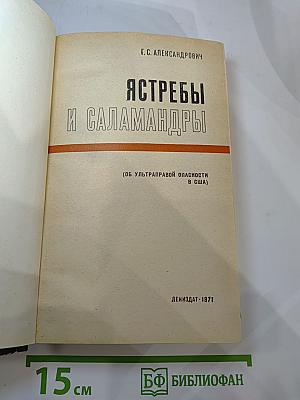 Е. С. АЛЕКСАНДРОВИЧ
ЯСТРЕБЫ
И САЛАМАНДРЫ
(ОБ УЛЬТРАПРАВОЙ ОПАСНОСТИ
В США)
ЛЕНИЗДАТ · 1971
15 см
БФ БИБЛИОФАН